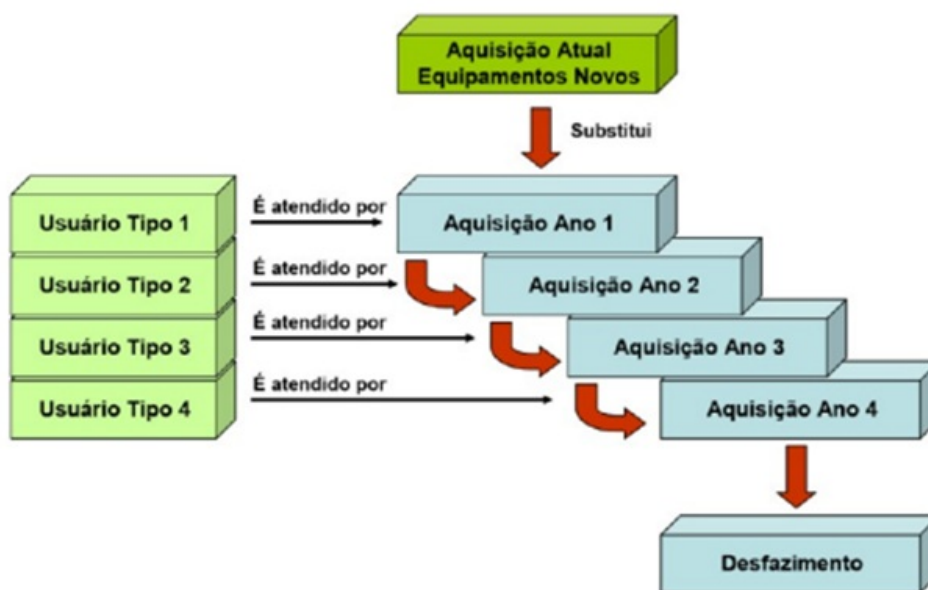 Aquisição Atual
Equipamentos Novos
Substitui
Usuário Tipo 1
É atendido por
Aquisição Ano 1
Usuário Tipo 2
É atendido por
Aquisição Ano 2
Usuário Tipo 3
É atendido por
Aquisição Ano 3
Usuário Tipo 4
É atendido por
Aquisição Ano 4
Desfazimento